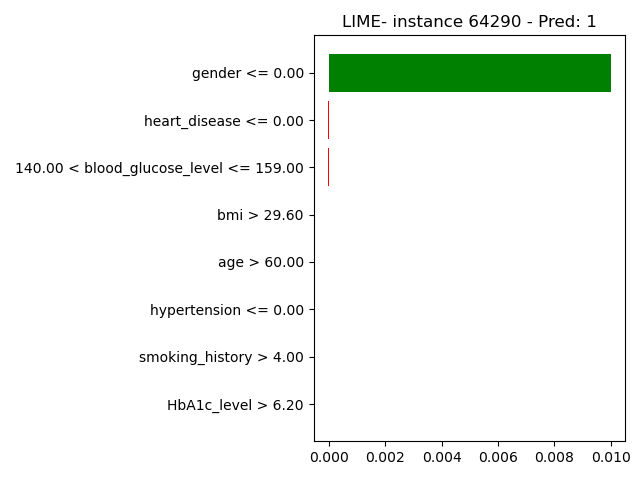 LIME- instance 64290 - Pred: 1
gender <= 0.00
heart_disease <= 0.00
140.00 < blood_glucose_level <= 159.00
bmi > 29.60
age > 60.00
hypertension <= 0.00
smoking_history > 4.00
HbA1c_level > 6.20
0.000 0.002 0.004 0.006 0.008 0.010